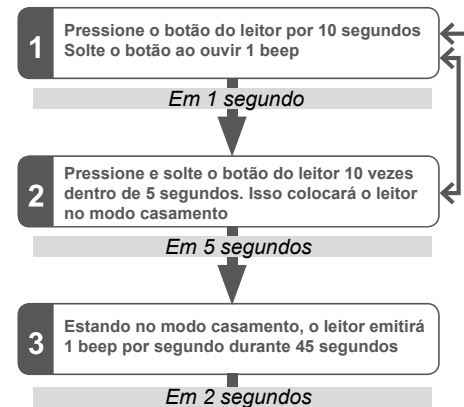 1
Pressione o botão do leitor por 10 segundos
Solte o botão ao ouvir 1 beep
Em 1 segundo
2
Pressione e solte o botão do leitor 10 vezes
dentro de 5 segundos. Isso colocará o leitor
no modo casamento
Em 5 segundos
3
Estando no modo casamento, o leitor emitirá
1 beep por segundo durante 45 segundos
Em 2 segundos